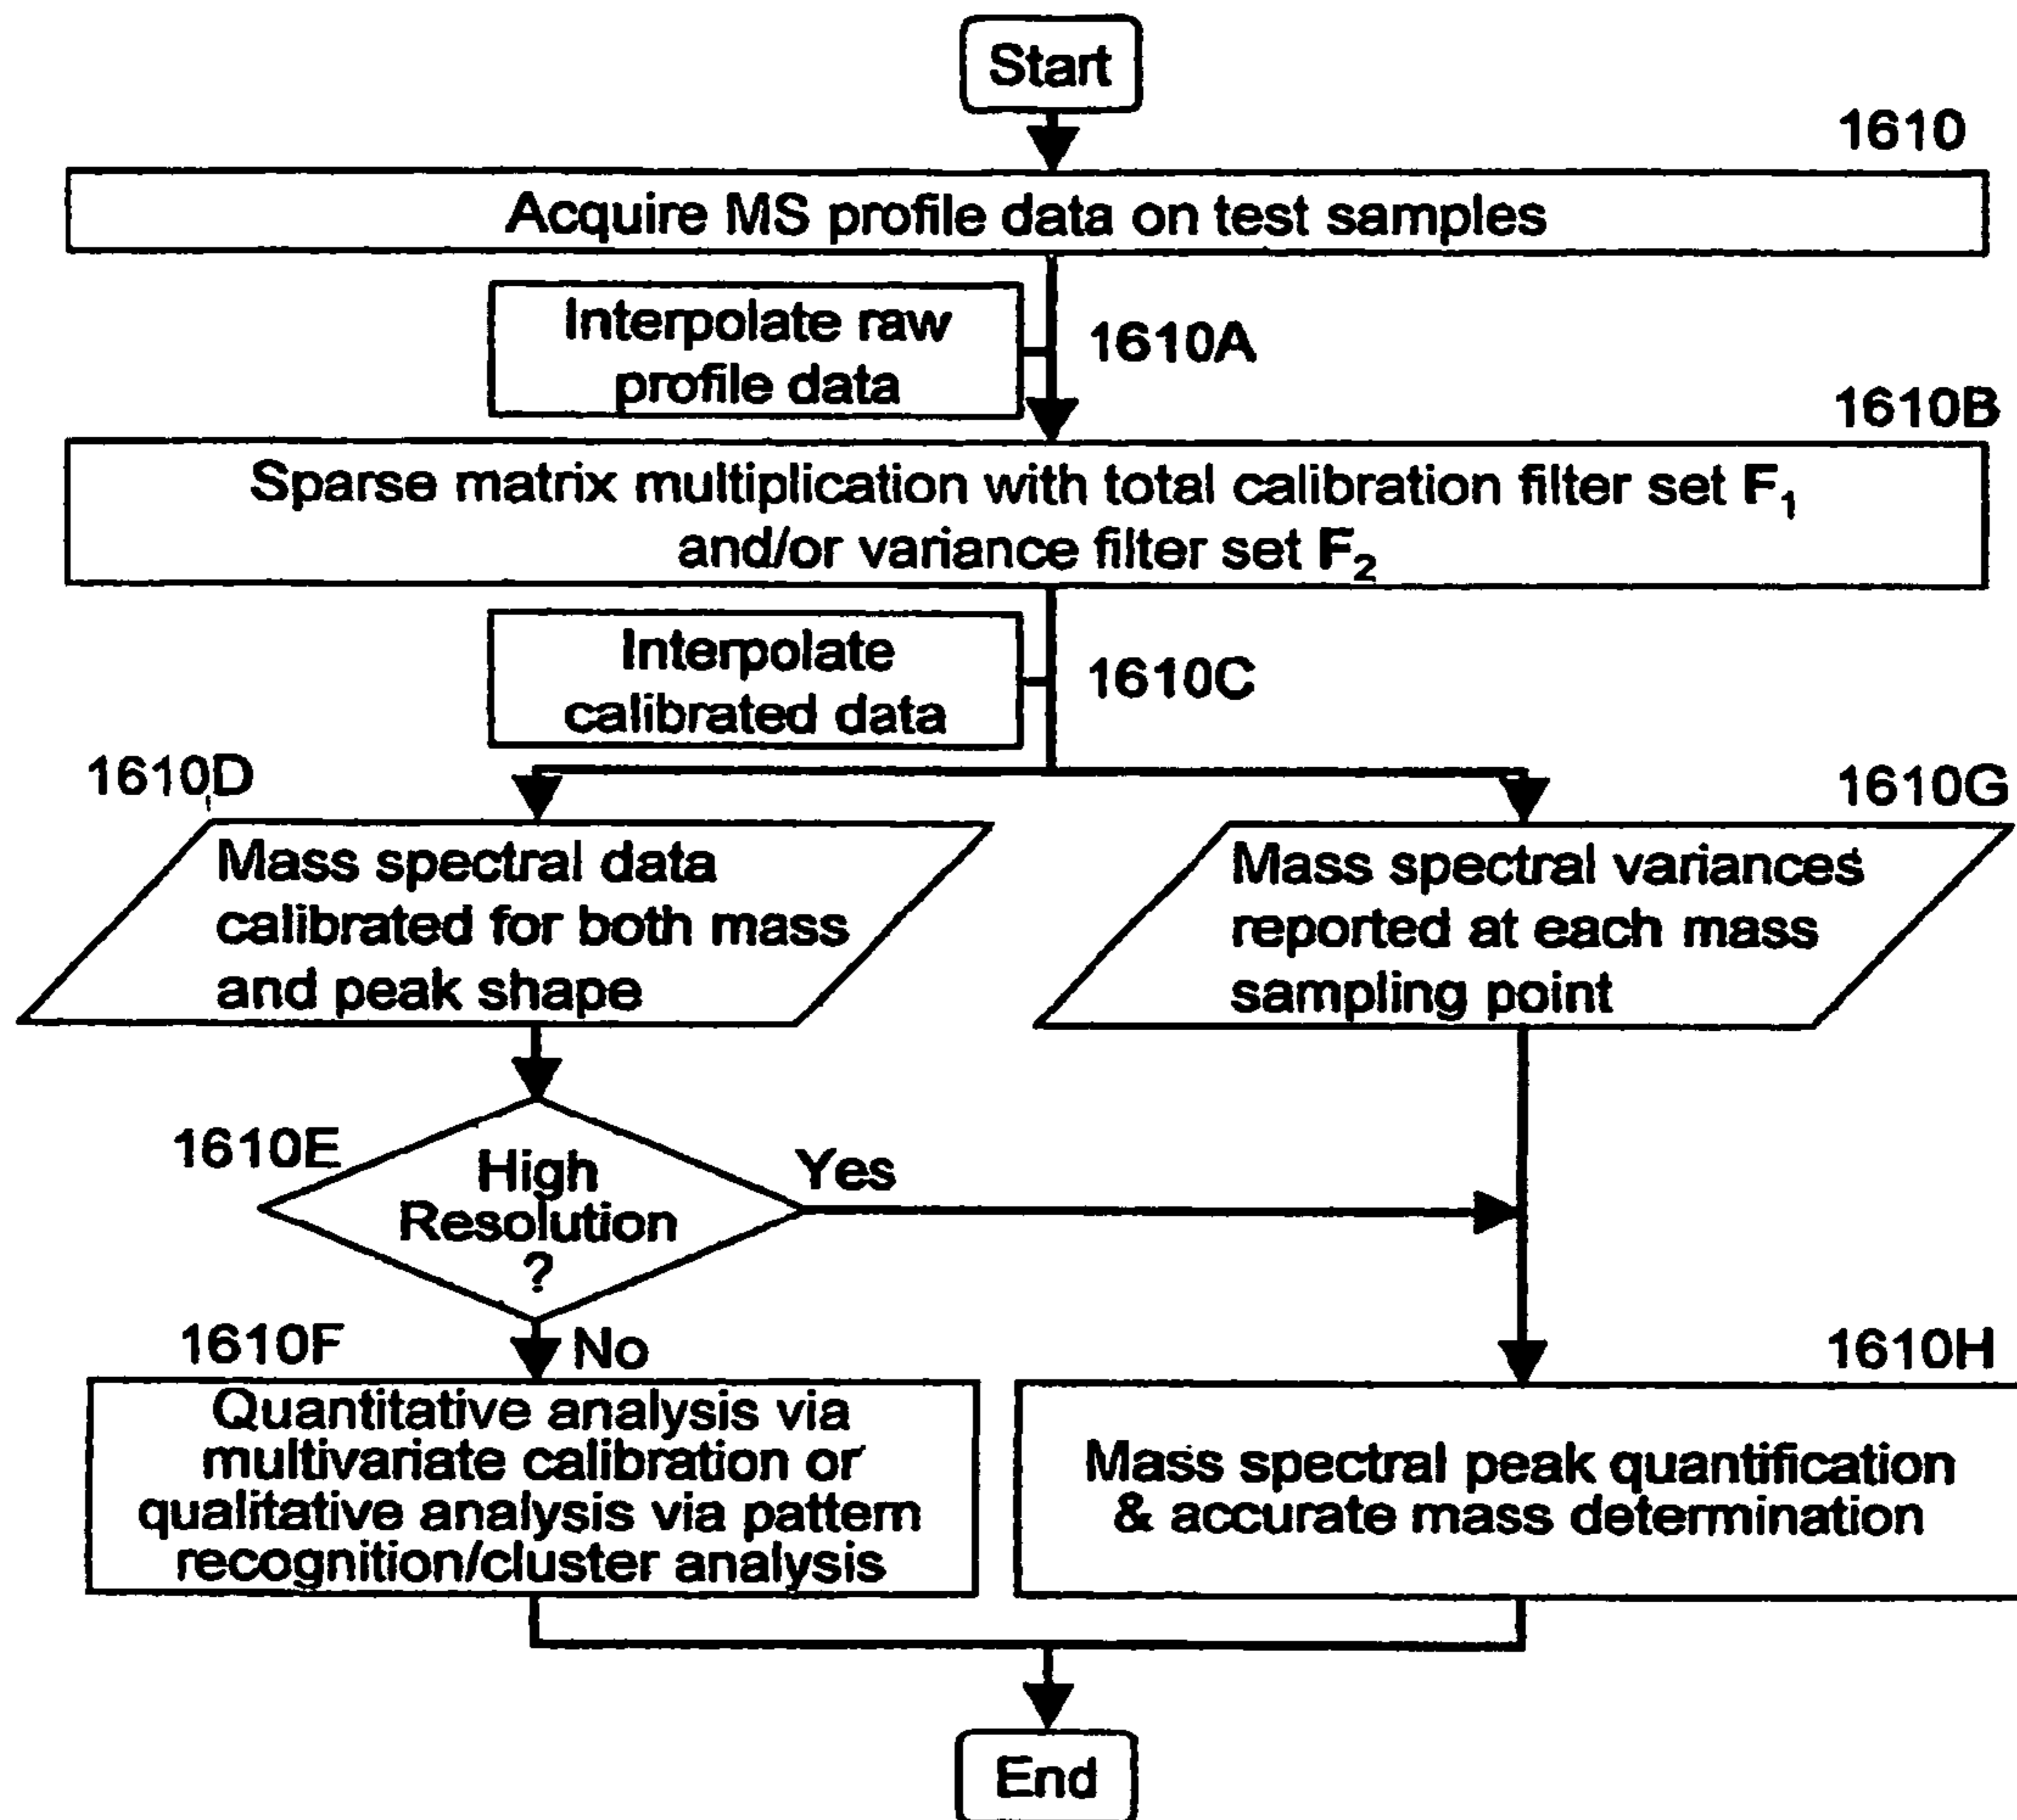 Start
1610
Acquire MS profile data on test samples
Interpolate raw
profile data
1610A
1610B
Sparse matrix multiplication with total calibration filter set F₁
and/or variance filter set F₂
Interpolate
calibrated data
1610C
1610D
Mass spectral data
calibrated for both mass
and peak shape
1610G
Mass spectral variances
reported at each mass
sampling point
1610E
High
Resolution
?
Yes
No
1610F
Quantitative analysis via
multivariate calibration or
qualitative analysis via pattern
recognition/cluster analysis
1610H
Mass spectral peak quantification
& accurate mass determination
End